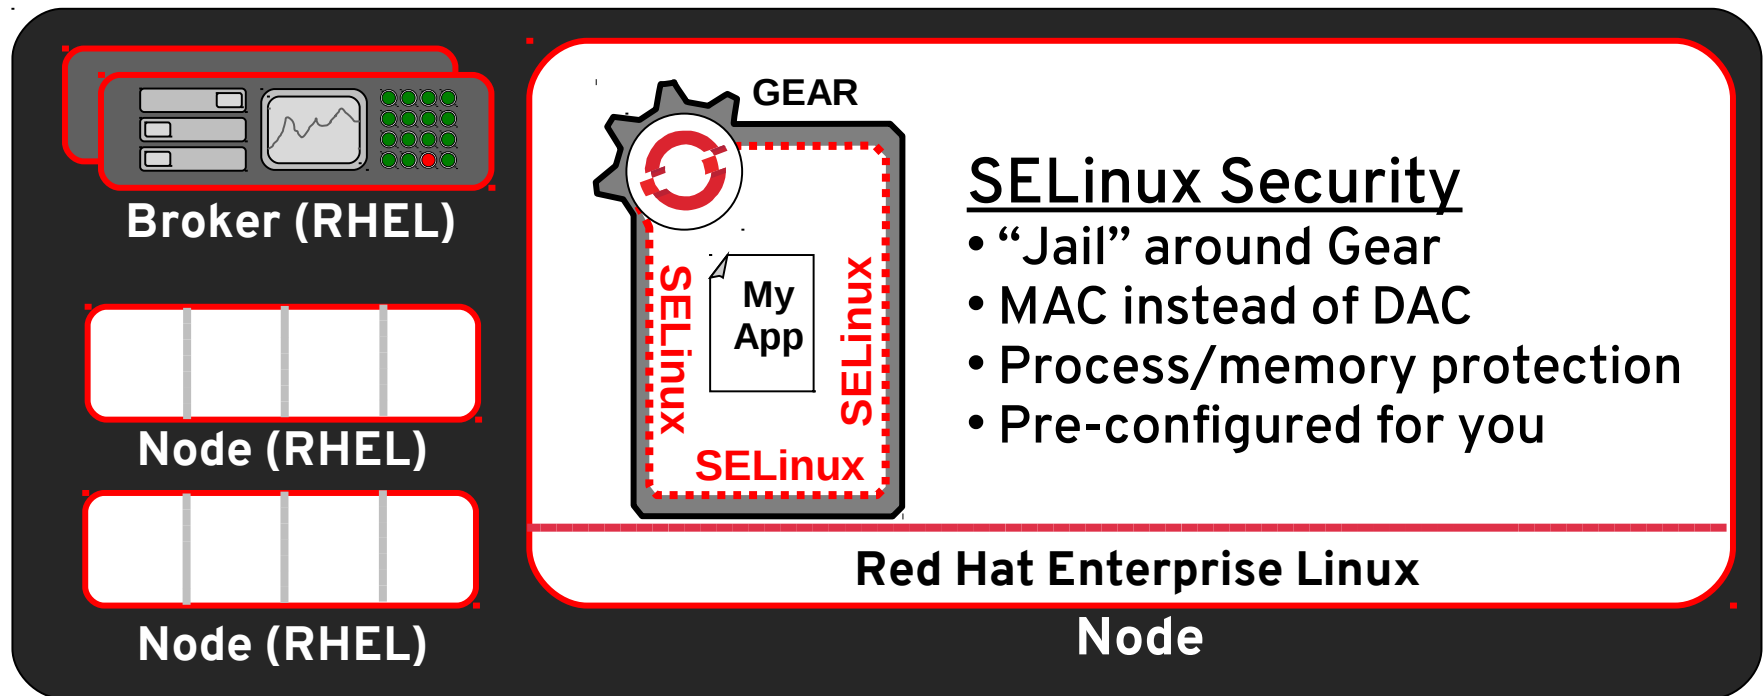 Broker (RHEL)
Node (RHEL)
Node (RHEL)
GEAR
My
App
SELinux
SELinux
SELinux
SELinux Security
• “Jail” around Gear
• MAC instead of DAC
• Process/memory protection
• Pre-configured for you
Red Hat Enterprise Linux
Node